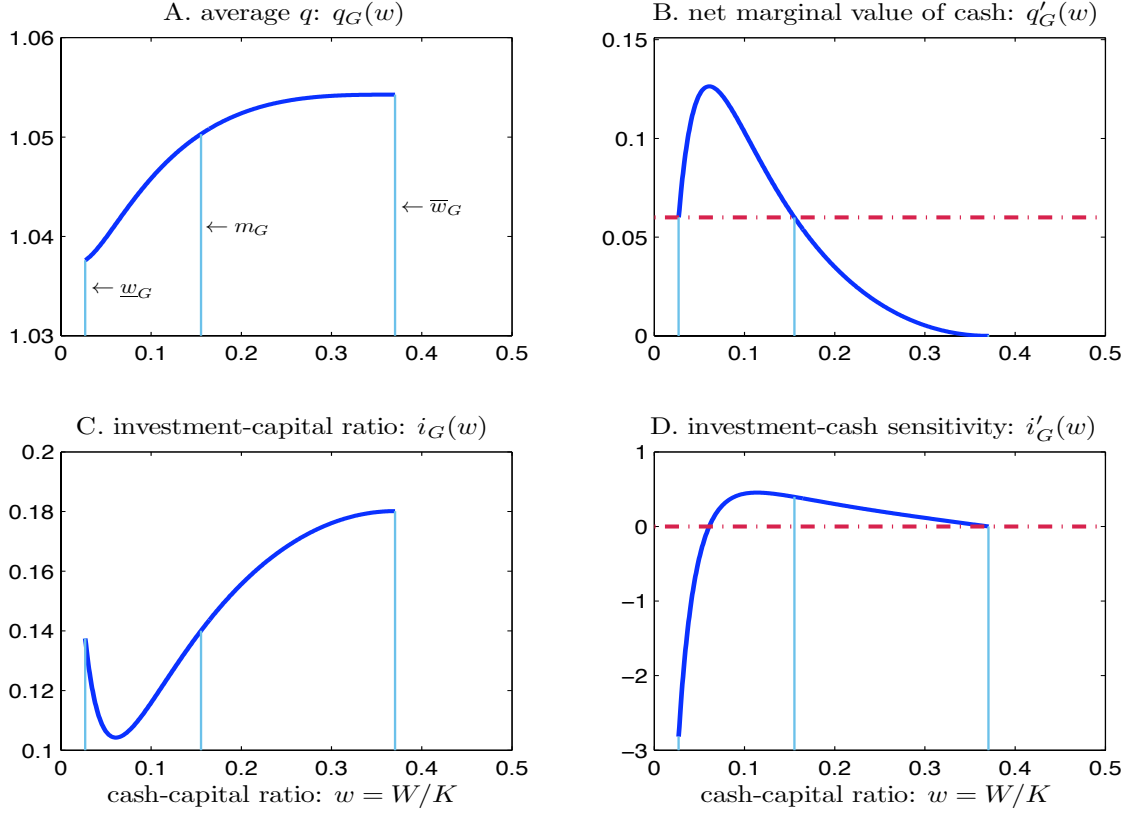 A. average q: q_G(w)
1.06
1.05
1.04
1.03
← w̲_G
← m_G
← w̅_G
0 0.1 0.2 0.3 0.4 0.5
B. net marginal value of cash: q'_G(w)
0.15
0.1
0.05
0
0 0.1 0.2 0.3 0.4 0.5
C. investment-capital ratio: i_G(w)
0.2
0.18
0.16
0.14
0.12
0.1
0 0.1 0.2 0.3 0.4 0.5
cash-capital ratio: w = W/K
D. investment-cash sensitivity: i'_G(w)
1
0
−1
−2
−3
0 0.1 0.2 0.3 0.4 0.5
cash-capital ratio: w = W/K